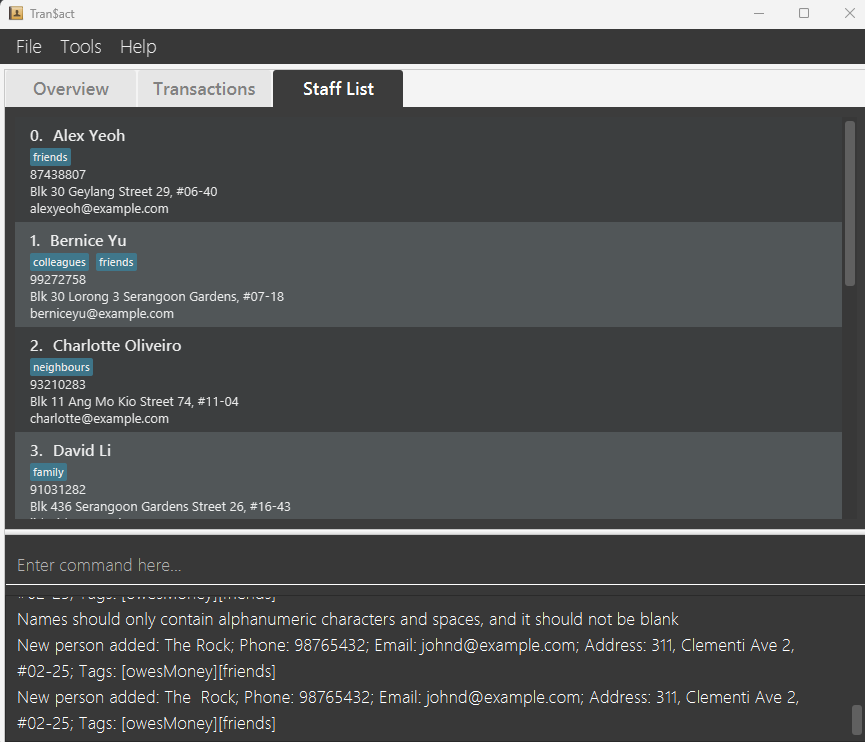 Tran$act
File Tools Help
Overview Transactions Staff List
0. Alex Yeoh
friends
87438807
Blk 30 Geylang Street 29, #06-40
alexyeoh@example.com
1. Bernice Yu
colleagues friends
99272758
Blk 30 Lorong 3 Serangoon Gardens, #07-18
berniceyu@example.com
2. Charlotte Oliveiro
neighbours
93210283
Blk 11 Ang Mo Kio Street 74, #11-04
charlotte@example.com
3. David Li
family
91031282
Blk 436 Serangoon Gardens Street 26, #16-43
Enter command here...
#02-25; Tags: [owesMoney][friends]
Names should only contain alphanumeric characters and spaces, and it should not be blank
New person added: The Rock; Phone: 98765432; Email: johnd@example.com; Address: 311, Clementi Ave 2,
#02-25; Tags: [owesMoney][friends]
New person added: The  Rock; Phone: 98765432; Email: johnd@example.com; Address: 311, Clementi Ave 2,
#02-25; Tags: [owesMoney][friends]